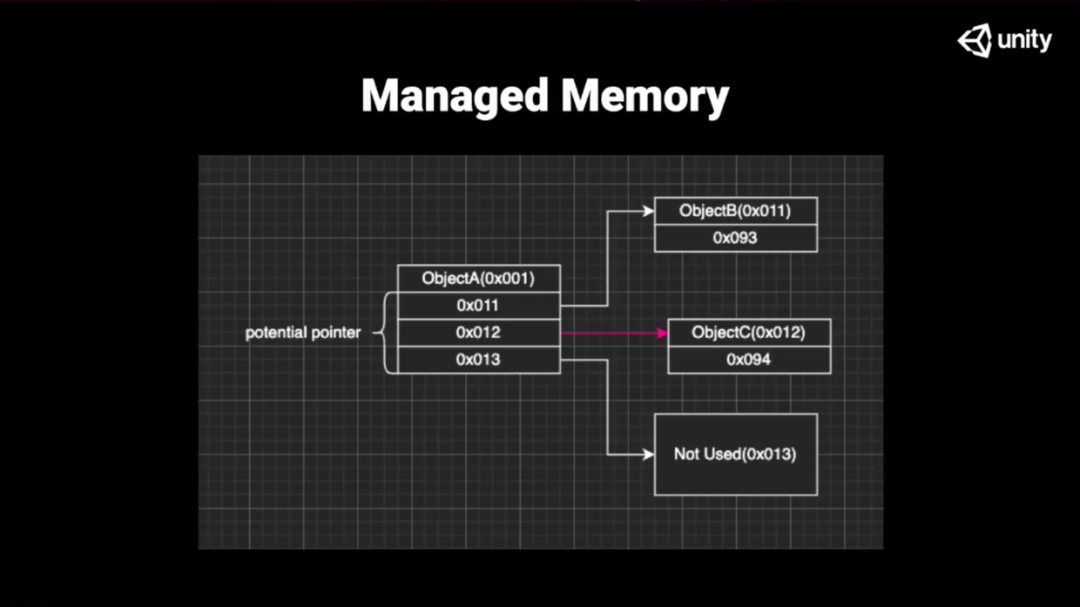 unity
Managed Memory
ObjectB(0x011)
0x093
ObjectA(0x001)
0x011
potential pointer
0x012
0x013
ObjectC(0x012)
0x094
Not Used(0x013)